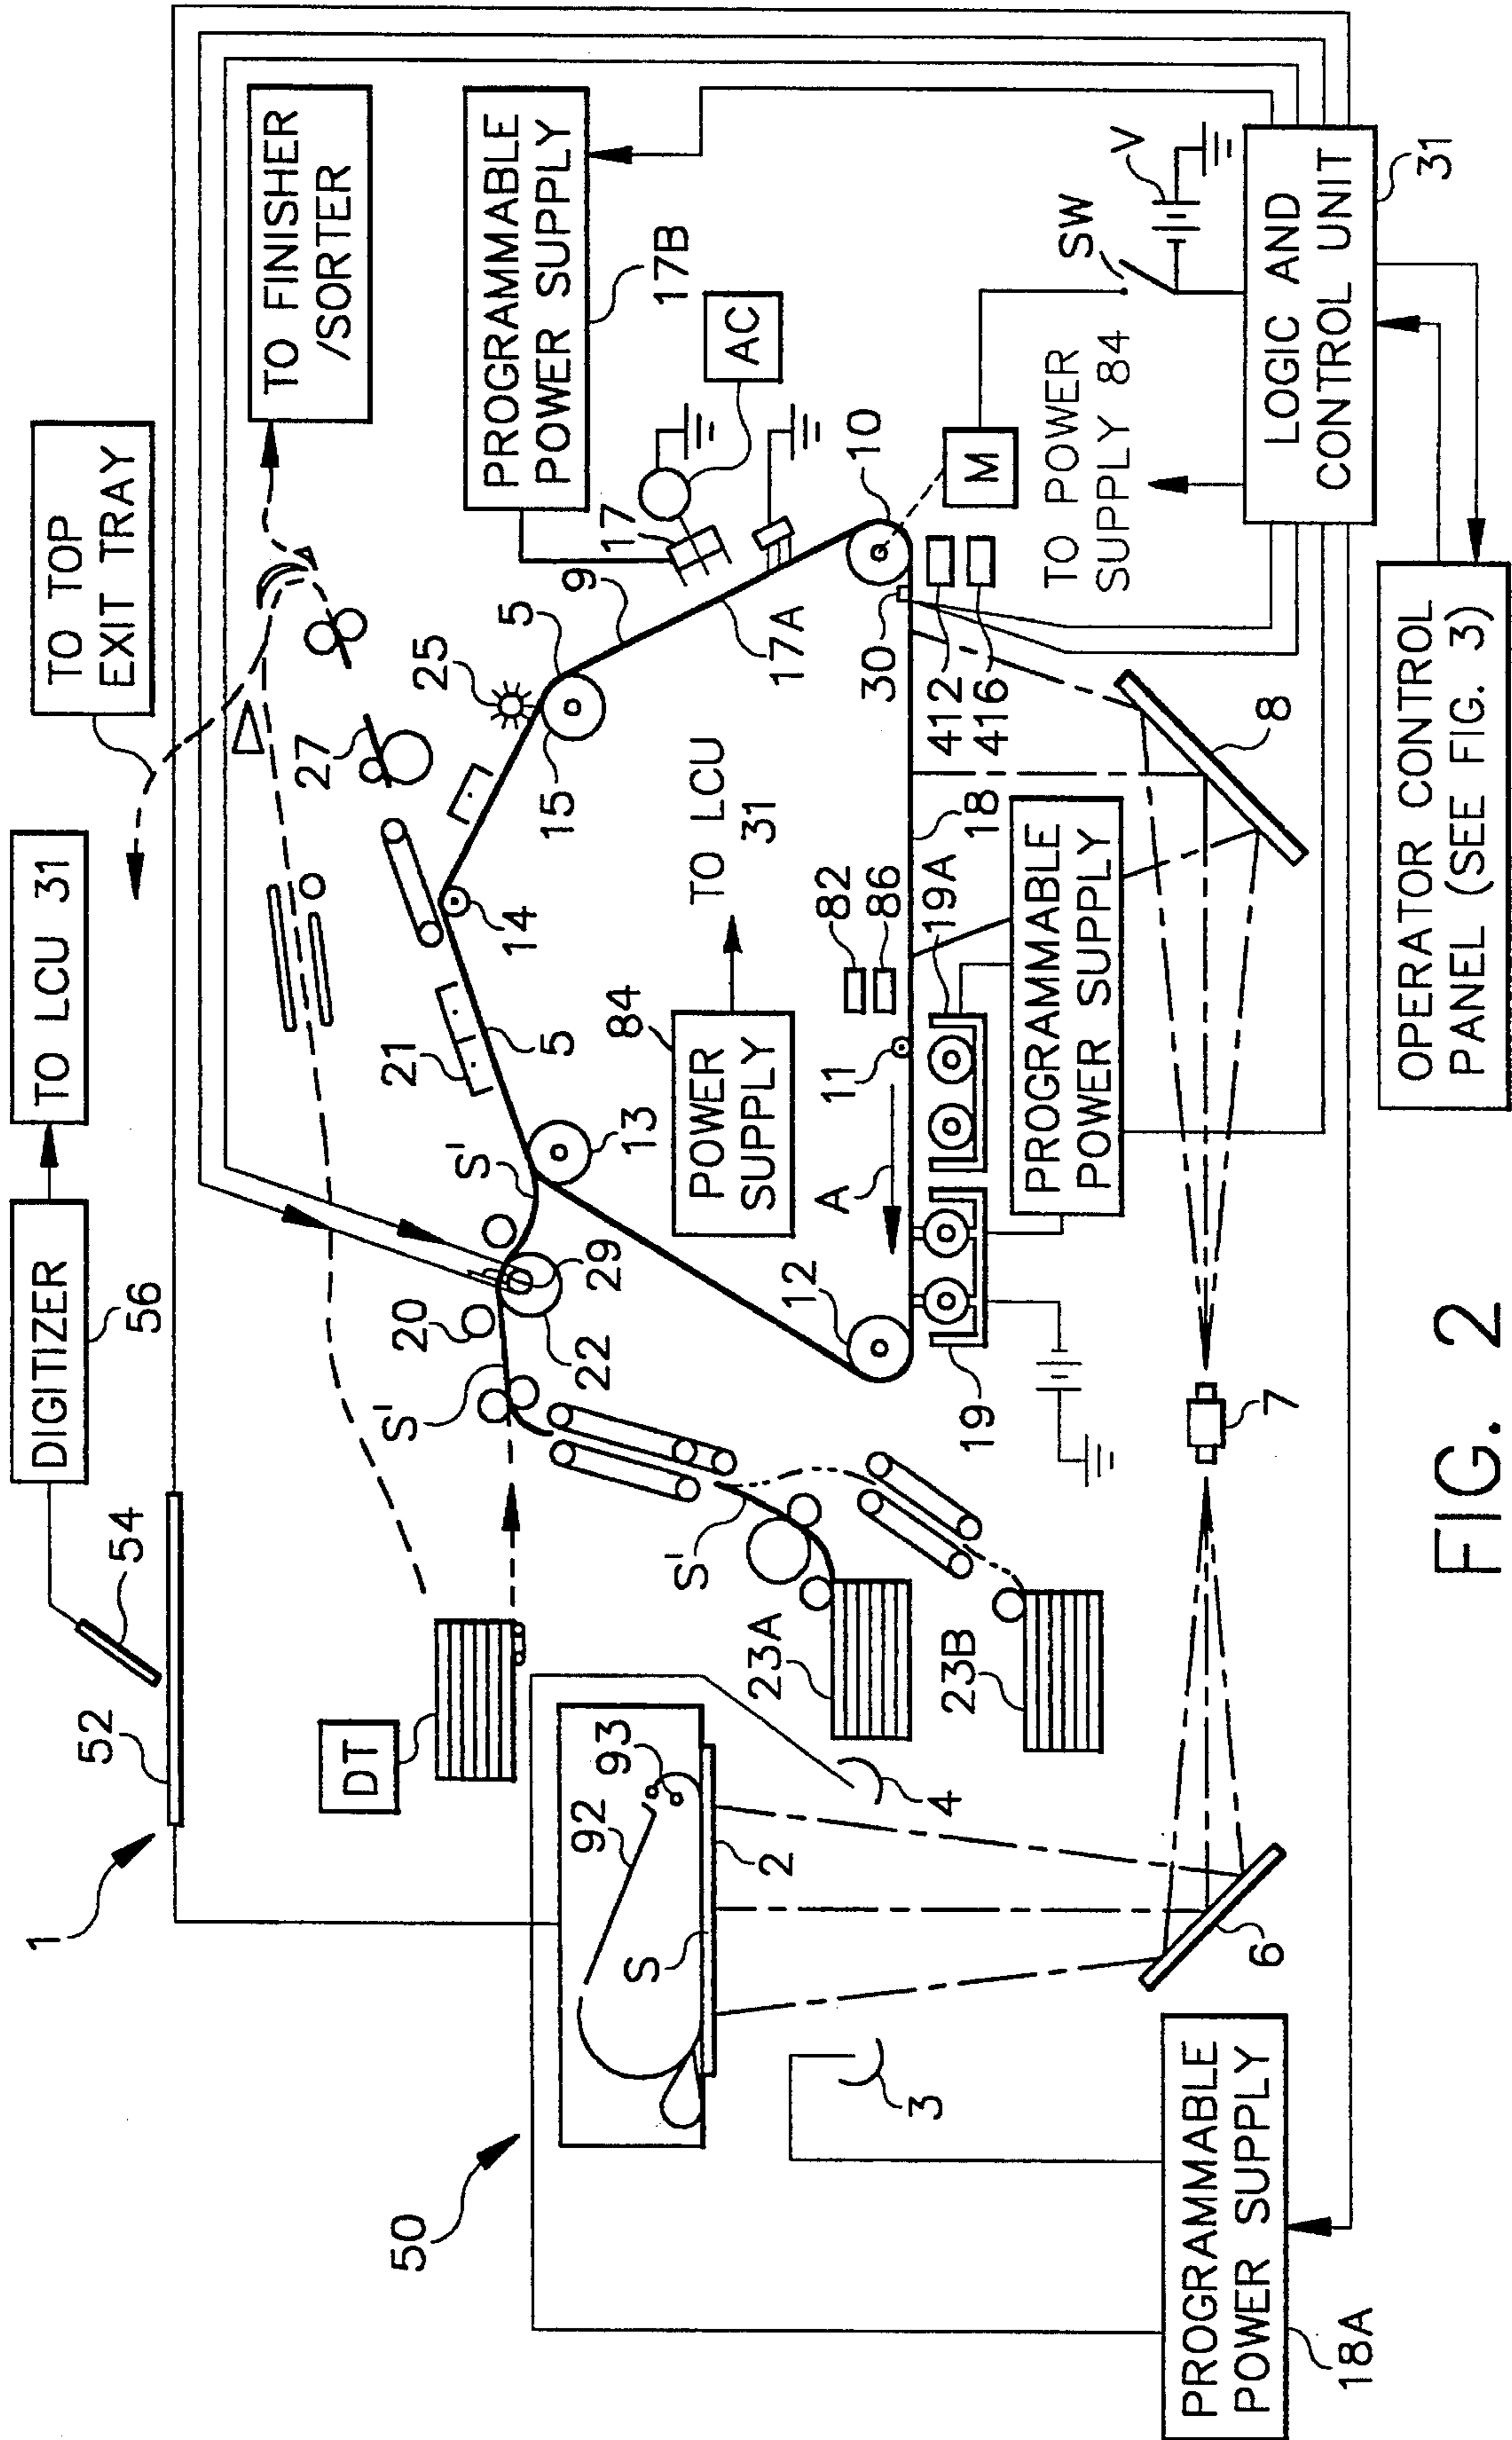 TO TOP
EXIT TRAY
TO FINISHER
/SORTER
TO LCU 31
DIGITIZER
56
54
52
1
PROGRAMMABLE
POWER SUPPLY
17B
AC
17
9
5
25
27
15
17A
10
14
21
5
13
S'
29
20
22
S'
12
S'
DT
23A
23B
92
93
S
2
4
3
50
6
7
8
POWER
SUPPLY
84
TO LCU
31
82
86
11
A
19
19A
18
30
412
416
PROGRAMMABLE
POWER SUPPLY
M
SW
V
TO POWER
SUPPLY 84
LOGIC AND
CONTROL UNIT
31
OPERATOR CONTROL
PANEL (SEE FIG. 3)
PROGRAMMABLE
POWER SUPPLY
18A
FIG. 2